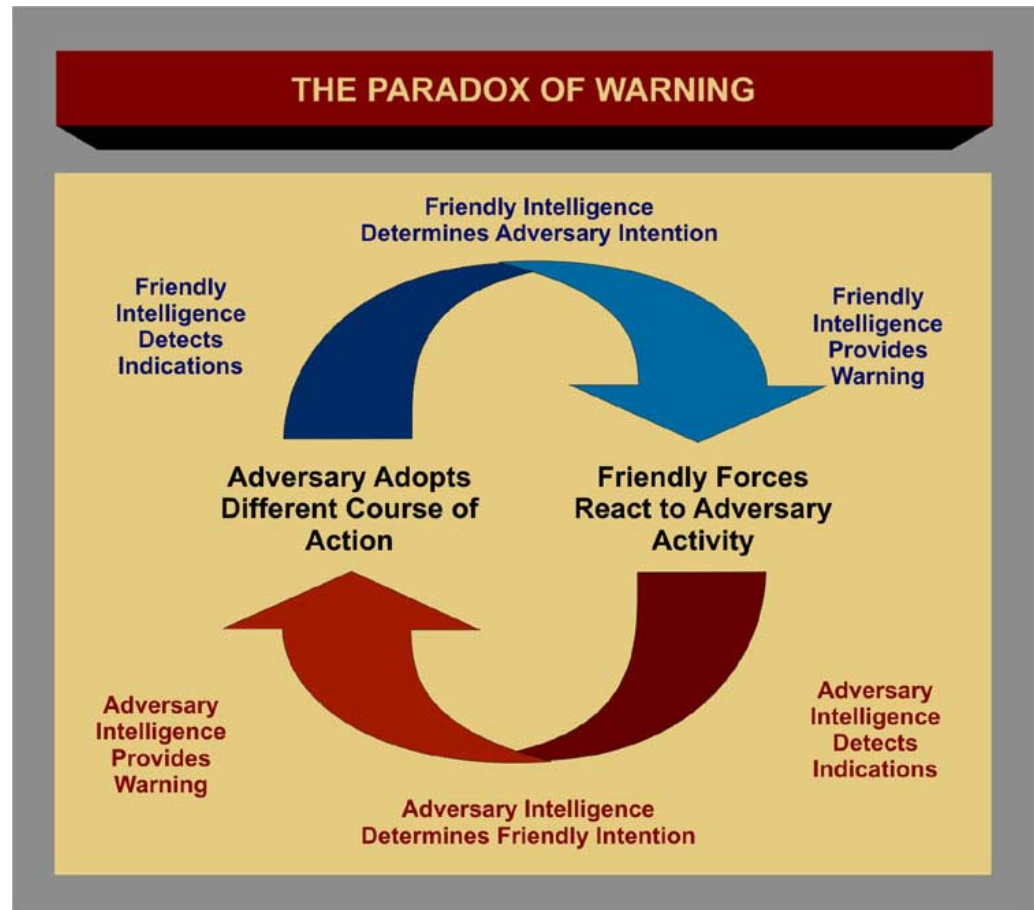 THE PARADOX OF WARNING
Friendly Intelligence
Determines Adversary Intention
Friendly
Intelligence
Detects
Indications
Friendly
Intelligence
Provides
Warning
Adversary Adopts
Different Course of
Action
Friendly Forces
React to Adversary
Activity
Adversary
Intelligence
Provides
Warning
Adversary
Intelligence
Detects
Indications
Adversary Intelligence
Determines Friendly Intention